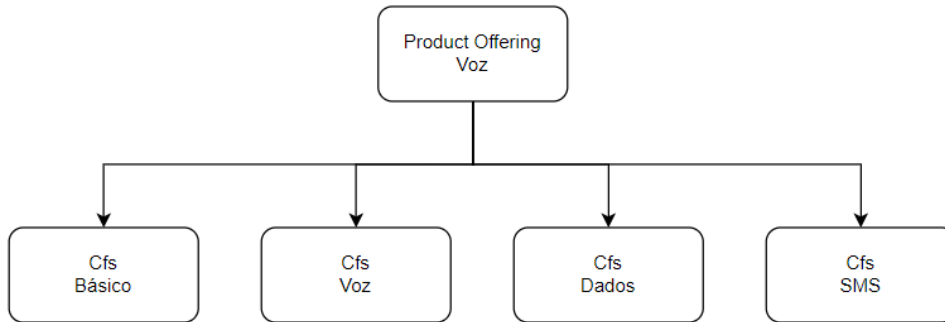 Product Offering
Voz
Cfs
Básico
Cfs
Voz
Cfs
Dados
Cfs
SMS